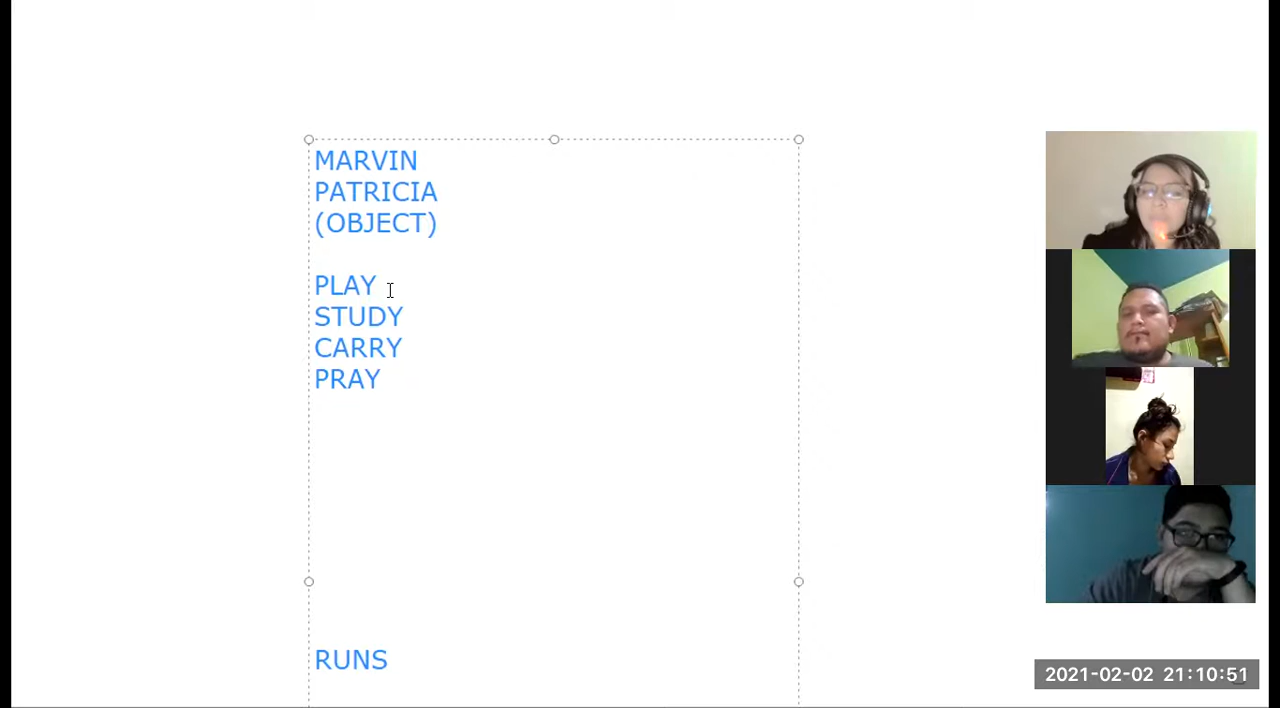 MARVIN
PATRICIA
(OBJECT)
PLAY
STUDY
CARRY
PRAY
RUNS
2021-02-02 21:10:51